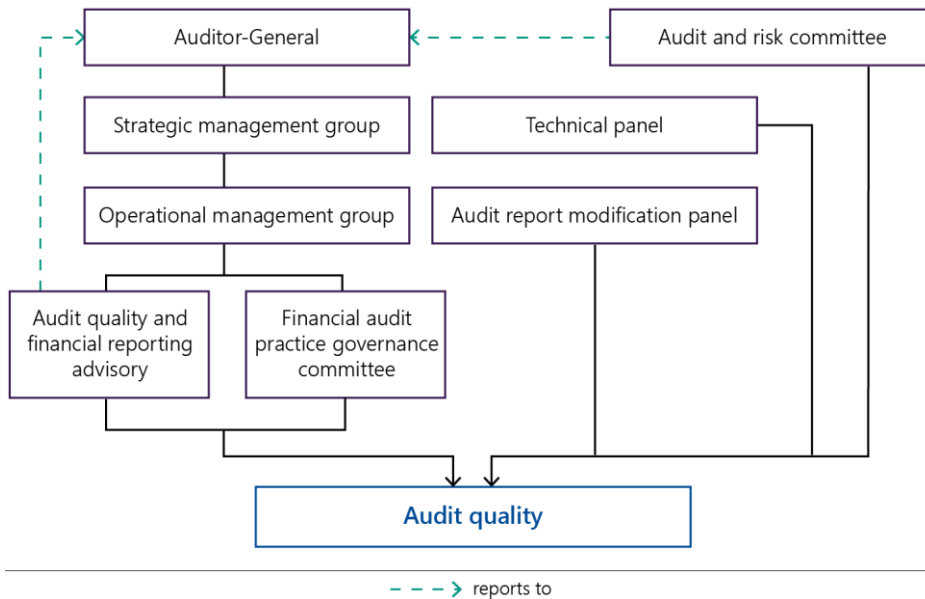 Auditor-General
Audit and risk committee
Strategic management group
Technical panel
Operational management group
Audit report modification panel
Audit quality and
financial reporting
advisory
Financial audit
practice governance
committee
Audit quality
reports to